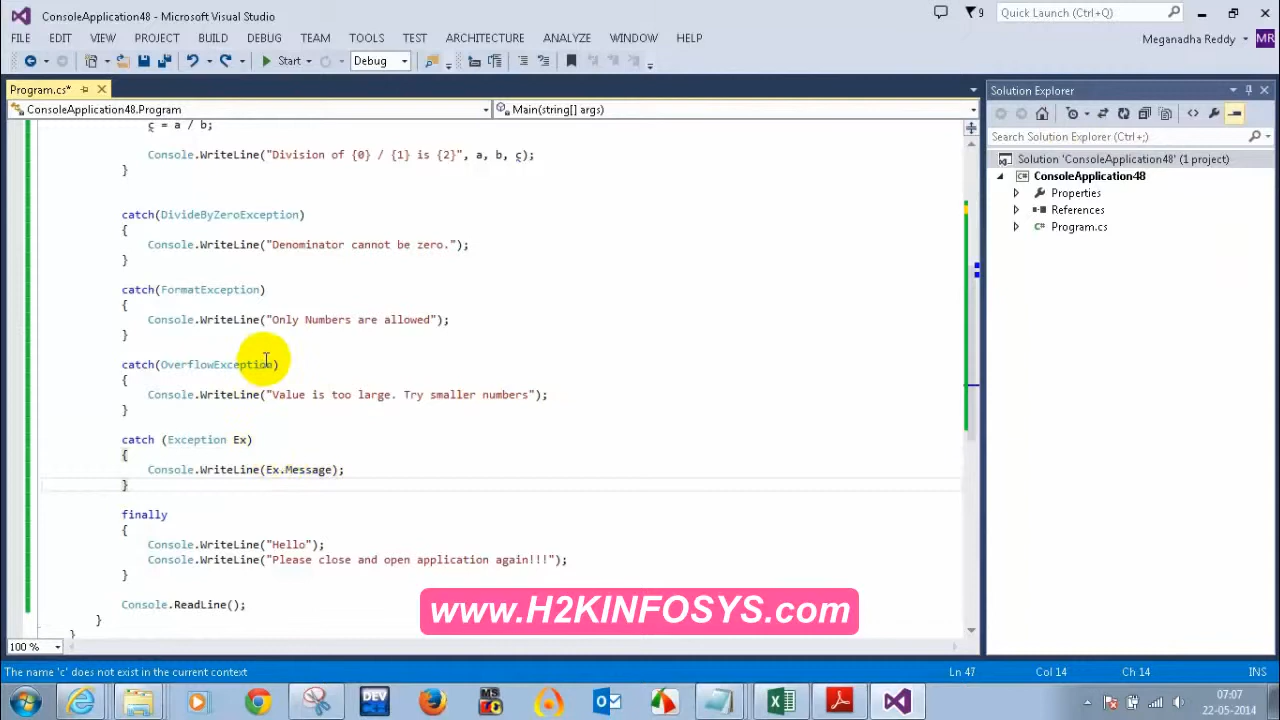 ConsoleApplication48 - Microsoft Visual Studio
9
Quick Launch (Ctrl+Q)
FILE EDIT VIEW PROJECT BUILD DEBUG TEAM TOOLS TEST ARCHITECTURE ANALYZE WINDOW HELP
Meganadha Reddy MR
Start Debug
Program.cs*
ConsoleApplication48.Program
Main(string[] args)
c = a / b;
Console.WriteLine("Division of {0} / {1} is {2}", a, b, c);
}
catch(DivideByZeroException)
{
Console.WriteLine("Denominator cannot be zero.");
}
catch(FormatException)
{
Console.WriteLine("Only Numbers are allowed");
}
catch(OverflowException)
{
Console.WriteLine("Value is too large. Try smaller numbers");
}
catch (Exception Ex)
{
Console.WriteLine(Ex.Message);
}
finally
{
Console.WriteLine("Hello");
Console.WriteLine("Please close and open application again!!!");
}
Console.ReadLine();
}
}
Solution Explorer
Search Solution Explorer (Ctrl+;)
Solution 'ConsoleApplication48' (1 project)
ConsoleApplication48
Properties
References
Program.cs
www.H2KINFOSYS.com
100 %
The name 'c' does not exist in the current context
Ln 47 Col 14 Ch 14 INS
DEV
MS
07:07
22-05-2014